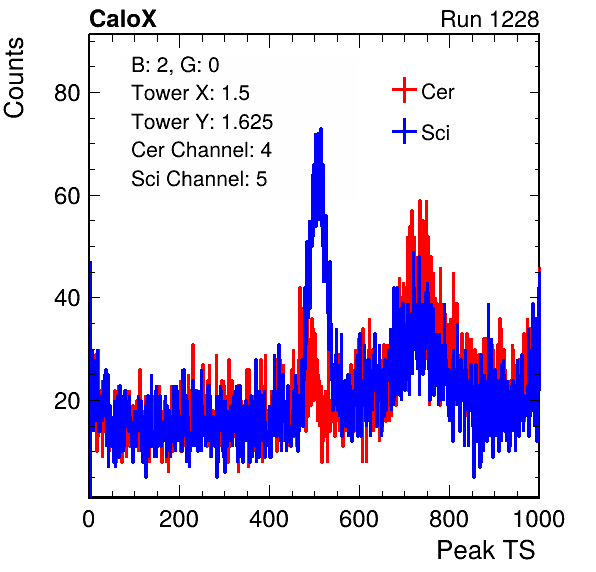 CaloX Run 1228
Counts
B: 2, G: 0
Tower X: 1.5
Tower Y: 1.625
Cer Channel: 4
Sci Channel: 5
Cer
Sci
80
60
40
20
0 200 400 600 800 1000
Peak TS